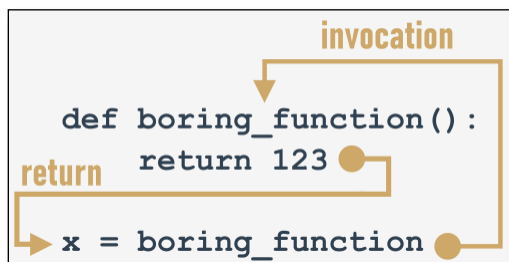 invocation
def boring_function():
return 123
return
x = boring_function